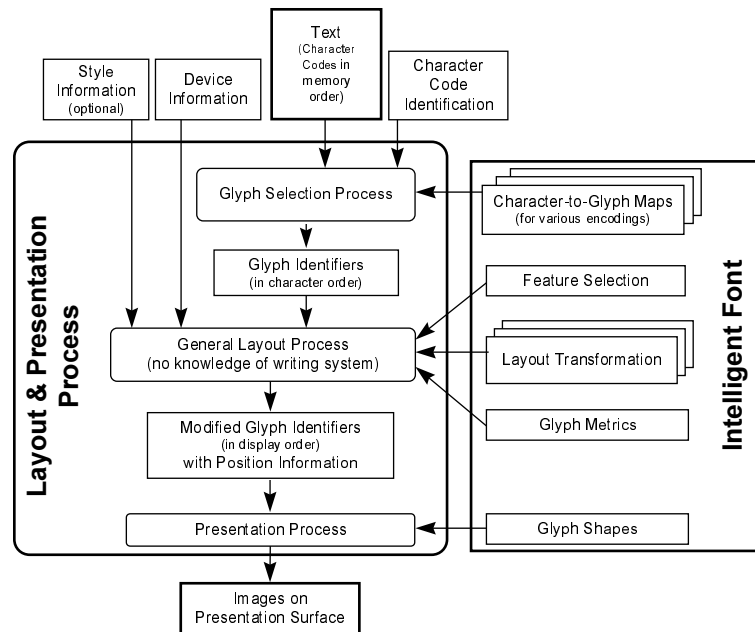 Text
(Character
Codes in
memory
order)
Style
Information
(optional)
Device
Information
Character
Code
Identification
Layout & Presentation
Process
Glyph Selection Process
Glyph Identifiers
(in character order)
General Layout Process
(no knowledge of writing system)
Modified Glyph Identifiers
(in display order)
with Position Information
Presentation Process
Images on
Presentation Surface
Character-to-Glyph Maps
(for various encodings)
Feature Selection
Layout Transformation
Glyph Metrics
Glyph Shapes
Intelligent Font